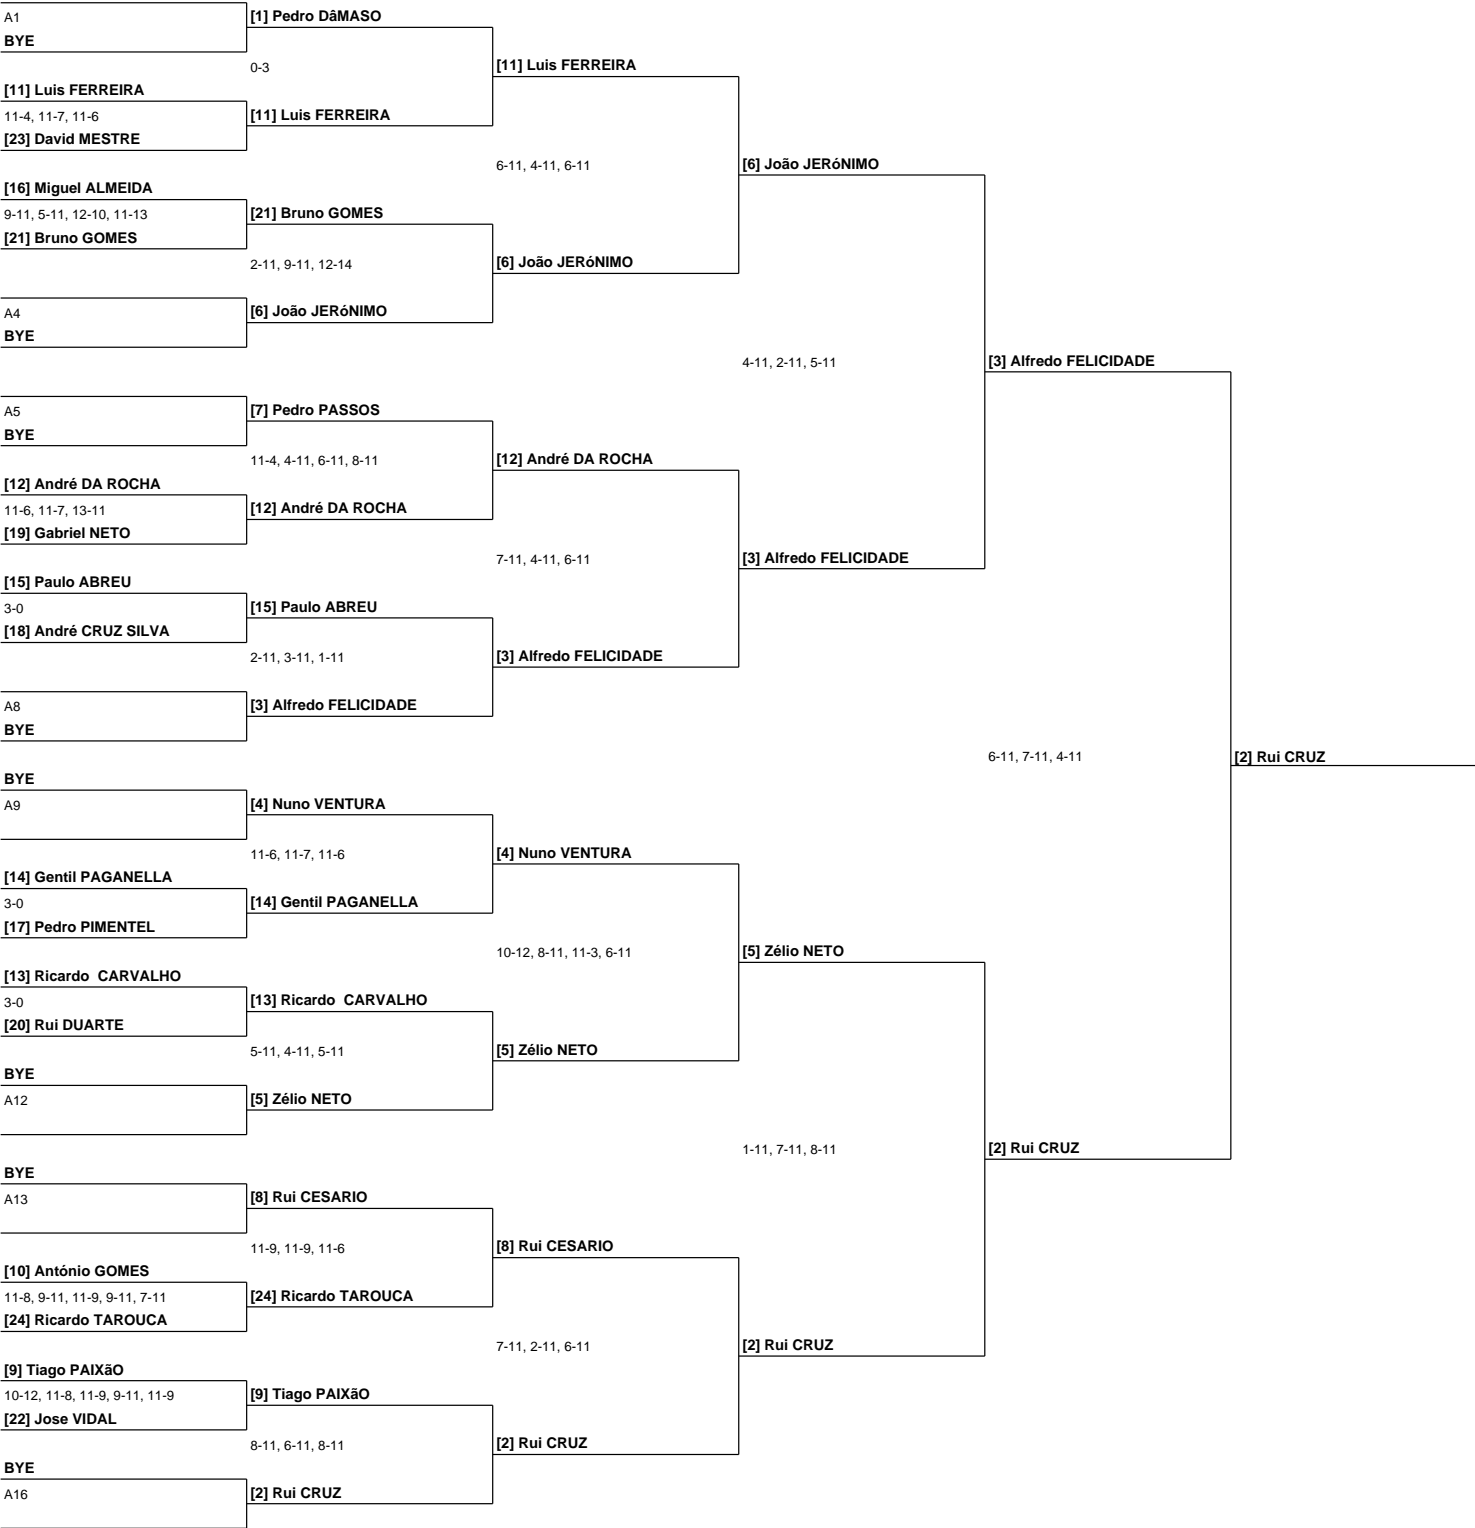 A1
BYE
[1] Pedro DâMASO
0-3
[11] Luis FERREIRA
[11] Luis FERREIRA
11-4, 11-7, 11-6
[23] David MESTRE
[11] Luis FERREIRA
6-11, 4-11, 6-11
[6] João JERóNIMO
[16] Miguel ALMEIDA
9-11, 5-11, 12-10, 11-13
[21] Bruno GOMES
[21] Bruno GOMES
2-11, 9-11, 12-14
[6] João JERóNIMO
A4
BYE
[6] João JERóNIMO
4-11, 2-11, 5-11
[3] Alfredo FELICIDADE
A5
BYE
[7] Pedro PASSOS
11-4, 4-11, 6-11, 8-11
[12] André DA ROCHA
[12] André DA ROCHA
11-6, 11-7, 13-11
[19] Gabriel NETO
[12] André DA ROCHA
7-11, 4-11, 6-11
[3] Alfredo FELICIDADE
[15] Paulo ABREU
3-0
[18] André CRUZ SILVA
[15] Paulo ABREU
2-11, 3-11, 1-11
[3] Alfredo FELICIDADE
A8
BYE
[3] Alfredo FELICIDADE
6-11, 7-11, 4-11
[2] Rui CRUZ
BYE
A9
[4] Nuno VENTURA
11-6, 11-7, 11-6
[4] Nuno VENTURA
[14] Gentil PAGANELLA
3-0
[17] Pedro PIMENTEL
[14] Gentil PAGANELLA
10-12, 8-11, 11-3, 6-11
[5] Zélio NETO
[13] Ricardo  CARVALHO
3-0
[20] Rui DUARTE
[13] Ricardo  CARVALHO
5-11, 4-11, 5-11
[5] Zélio NETO
BYE
A12
[5] Zélio NETO
1-11, 7-11, 8-11
[2] Rui CRUZ
BYE
A13
[8] Rui CESARIO
11-9, 11-9, 11-6
[8] Rui CESARIO
[10] António GOMES
11-8, 9-11, 11-9, 9-11, 7-11
[24] Ricardo TAROUCA
[24] Ricardo TAROUCA
7-11, 2-11, 6-11
[2] Rui CRUZ
[9] Tiago PAIXãO
10-12, 11-8, 11-9, 9-11, 11-9
[22] Jose VIDAL
[9] Tiago PAIXãO
8-11, 6-11, 8-11
[2] Rui CRUZ
BYE
A16
[2] Rui CRUZ